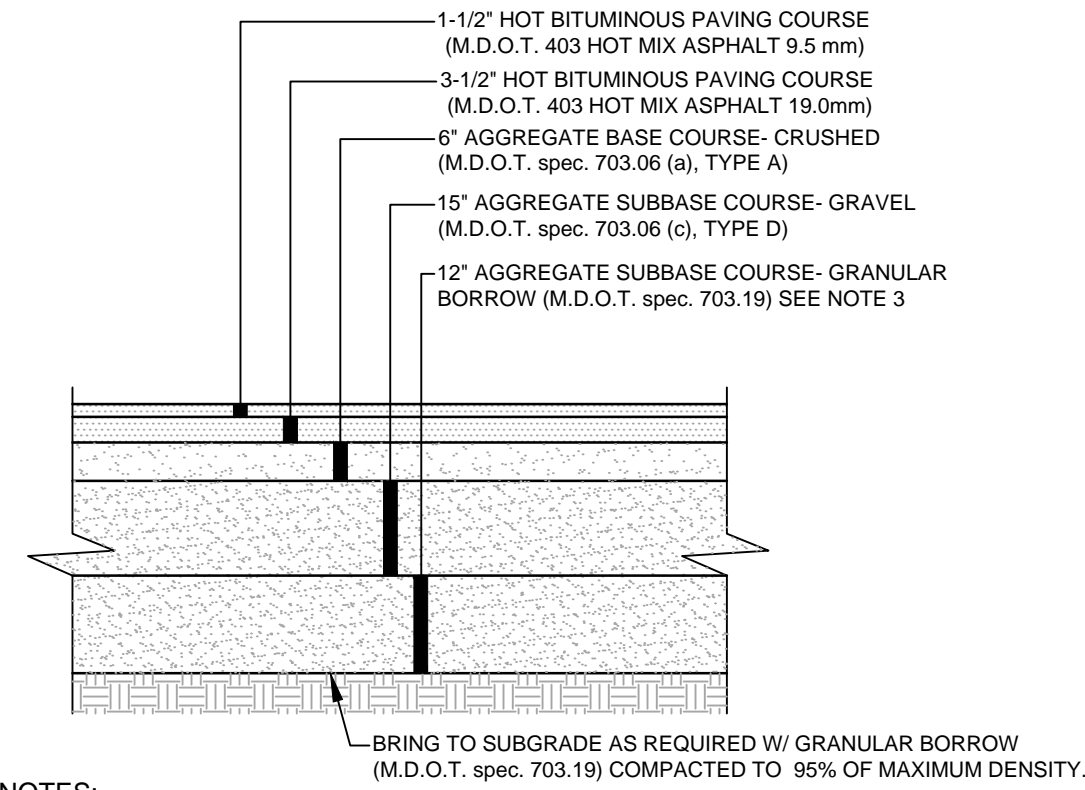 1-1/2" HOT BITUMINOUS PAVING COURSE
(M.D.O.T. 403 HOT MIX ASPHALT 9.5 mm)
3-1/2" HOT BITUMINOUS PAVING COURSE
(M.D.O.T. 403 HOT MIX ASPHALT 19.0mm)
6" AGGREGATE BASE COURSE- CRUSHED
(M.D.O.T. spec. 703.06 (a), TYPE A)
15" AGGREGATE SUBBASE COURSE- GRAVEL
(M.D.O.T. spec. 703.06 (c), TYPE D)
12" AGGREGATE SUBBASE COURSE- GRANULAR
BORROW (M.D.O.T. spec. 703.19) SEE NOTE 3
BRING TO SUBGRADE AS REQUIRED W/ GRANULAR BORROW
(M.D.O.T. spec. 703.19) COMPACTED TO 95% OF MAXIMUM DENSITY.
NOTES: